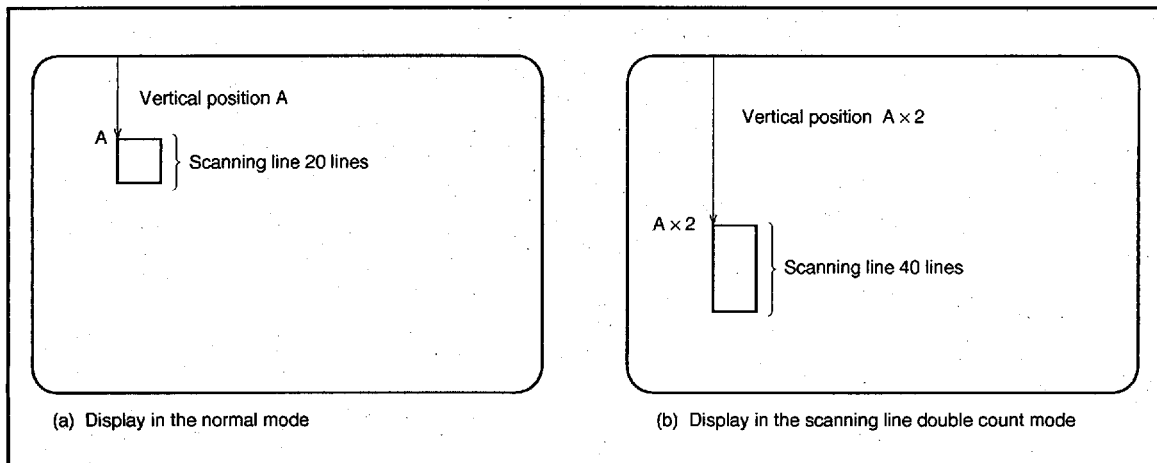 Vertical position A
A
Scanning line 20 lines
(a) Display in the normal mode
Vertical position A × 2
A × 2
Scanning line 40 lines
(b) Display in the scanning line double count mode